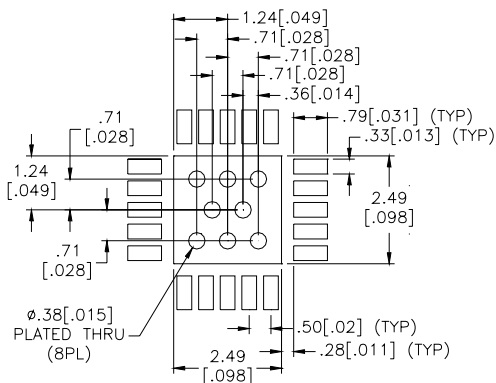 1.24[.049]
.71[.028]
.71[.028]
.71[.028]
.36[.014]
.79[.031] (TYP)
.33[.013] (TYP)
.71
[.028]
1.24
[.049]
2.49
[.098]
.71
[.028]
ø.38[.015]
PLATED THRU
(8PL)
.50[.02] (TYP)
.28[.011] (TYP)
2.49
[.098]